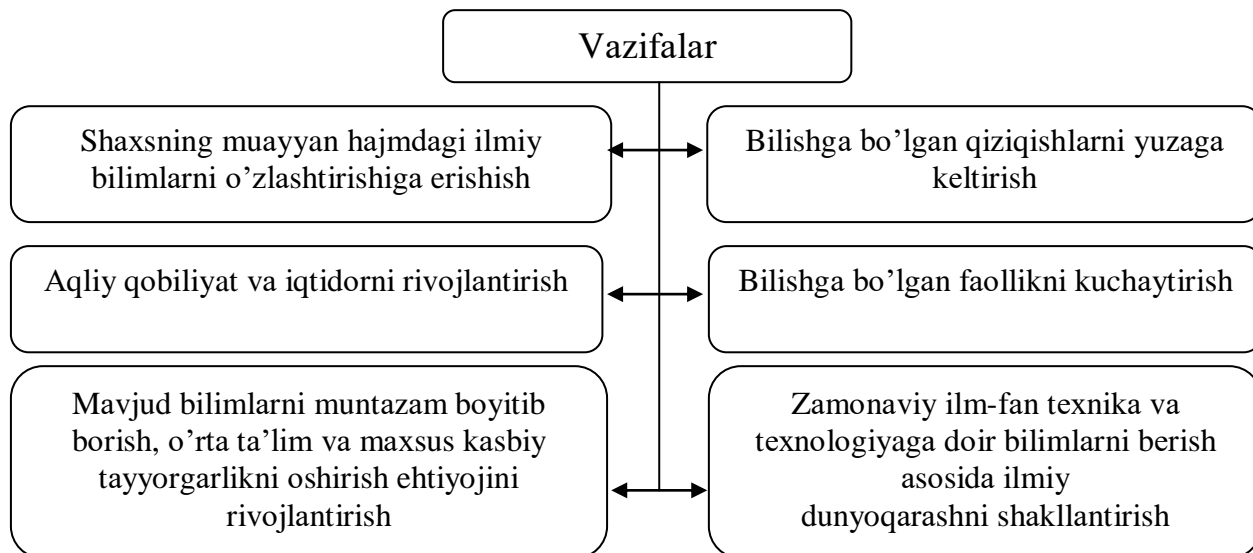 Vazifalar
Shaxsning muayyan hajmdagi ilmiy
bilimlarni o’zlashtirishiga erishish
Bilishga bo’lgan qiziqishlarni yuzaga
keltirish
Aqliy qobiliyat va iqtidorni rivojlantirish
Bilishga bo’lgan faollikni kuchaytirish
Mavjud bilimlarni muntazam boyitib
borish, o’rta ta’lim va maxsus kasbiy
tayyorgarlikni oshirish ehtiyojini
rivojlantirish
Zamonaviy ilm-fan texnika va
texnologiyaga doir bilimlarni berish
asosida ilmiy
dunyoqarashni shakllantirish